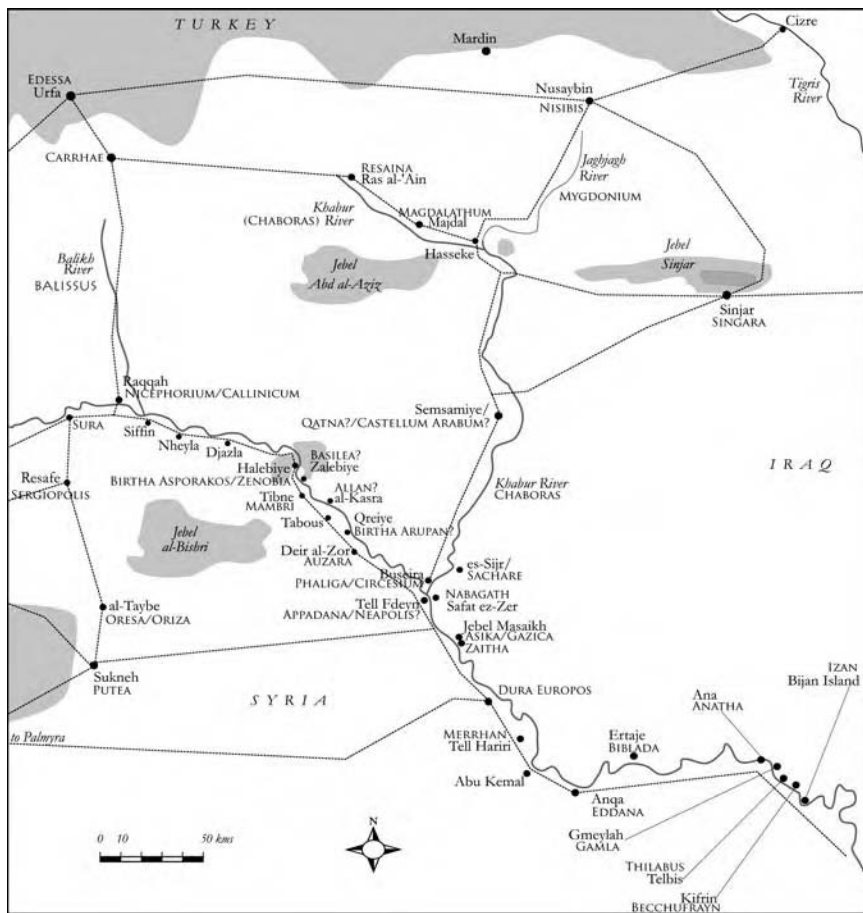 TURKEY
Cizre
Mardin
EDESSA
Urfa
Nusaybin
NISIBIS
Tigris
River
CARRHAE
RESAINA
Ras al-'Ain
Jaghjagh
River
MYGDONIUM
Khabur
(CHABORAS) River
MAGDALATHUM
Majdal
Hasseke
Balikh
River
BALISSUS
Jebel
Abd al-Aziz
Jebel
Sinjar
Sinjar
SINGARA
Raqqah
NICEPHORIUM/CALLINICUM
SURA
Siffin
Nheyla
Djazla
Semsamiye/
QATNA?/CASTELLUM ARABUM?
IRAQ
Resafe
SERGIOPOLIS
Halebiye
BIRTHA ASPORAKOS/ZENOBIA
BASILEA?
Zalebiye
Tibne
MAMBRI
ALLAN?
al-Kasra
Khabur River
CHABORAS
Tabous
Qreiye
BIRTHA ARUPAN?
Jebel
al-Bishri
Deir al-Zor
AUZARA
Buseira
PHALIGA/CIRCESIUM
es-Sijr/
SACHARE
Tell Fdeyn
APPADANA/NEAPOLIS?
NABAGATH
Safat ez-Zer
al-Taybe
ORESA/ORIZA
Jebel Masaikh
ASIKA/GAZICA
ZAITHA
Sukneh
PUTEA
SYRIA
DURA EUROPOS
IZAN
Bijan Island
Ana
ANATHA
to Palmyra
MERRHAN
Tell Hariri
Ertaje
BIBLADA
Abu Kemal
Anqa
EDDANA
Gmeylah
GAMLA
THILABUS
Telbis
Kifrin
BECCHUFRAYN
0 10 50 kms
N